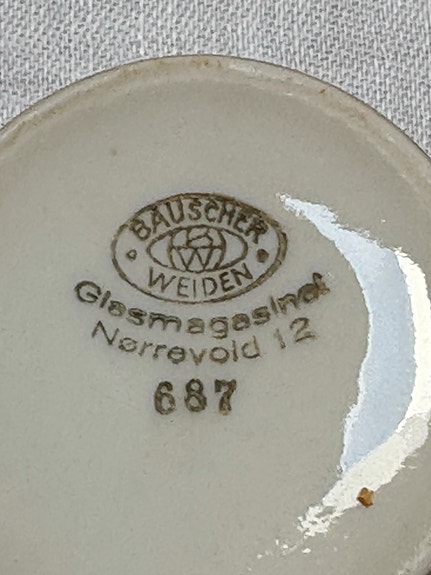 BAUSCHER
WEIDEN
Glasmagasinet
Nørrevold 12
687